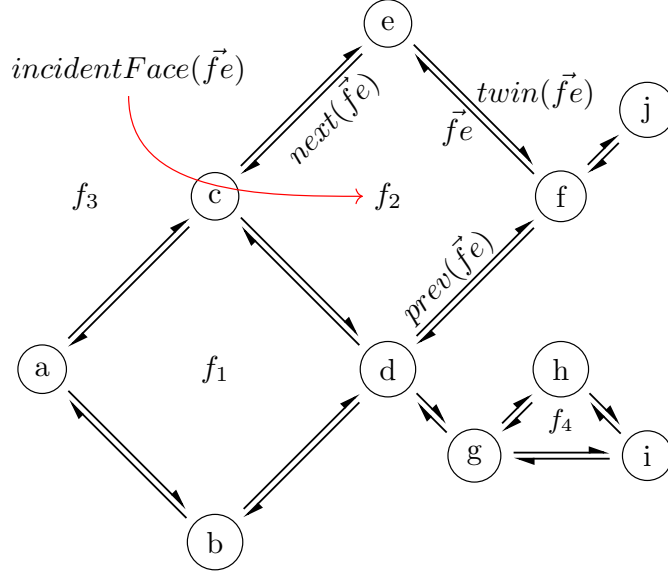 e
incidentFace(f⃗e)
next(f⃗e)
twin(f⃗e)
f⃗e
j
f₃
c
f₂
f
prev(f⃗e)
a
f₁
d
h
f₄
g
i
b